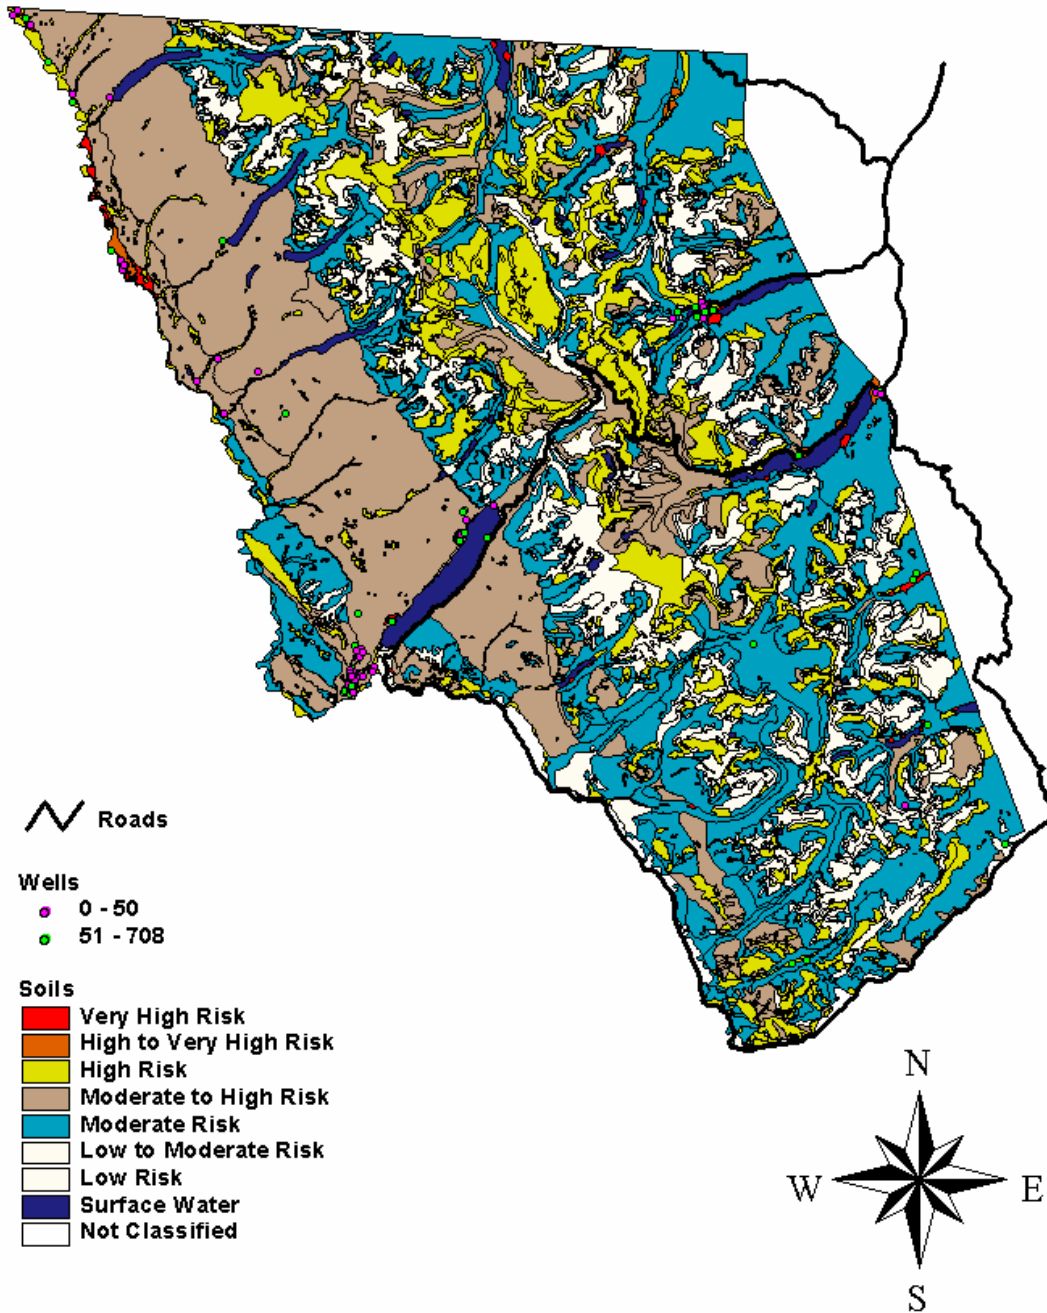 Roads
Wells
0 - 50
51 - 708
Soils
Very High Risk
High to Very High Risk
High Risk
Moderate to High Risk
Moderate Risk
Low to Moderate Risk
Low Risk
Surface Water
Not Classified
N
W E
S